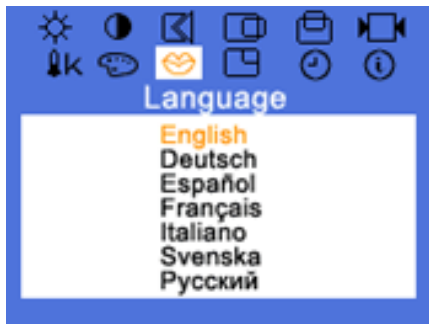 K
Language
English
Deutsch
Español
Français
Italiano
Svenska
Русский